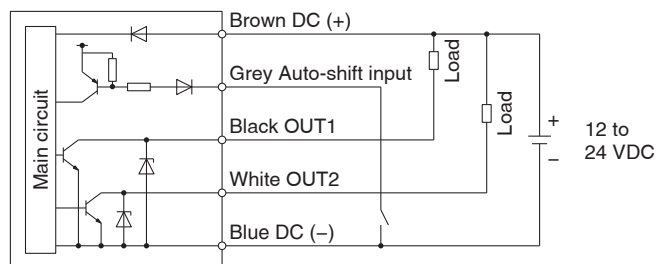 Brown DC (+)
Grey Auto-shift input
Load
Load
Main circuit
Black OUT1
+
12 to
−
24 VDC
White OUT2
Blue DC (−)